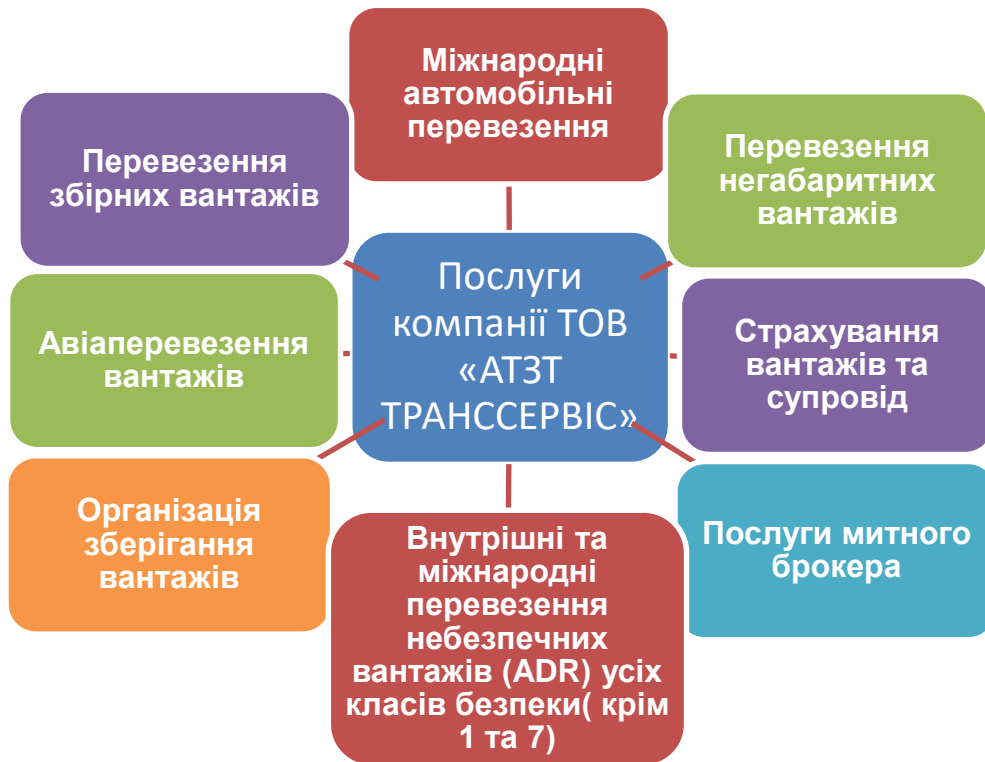 Міжнародні
автомобільні
перевезення
Перевезення
збірних вантажів
Перевезення
негабаритних
вантажів
Послуги
компанії ТОВ
«АТЗТ
ТРАНССЕРВІС»
Авіаперевезення
вантажів
Страхування
вантажів та
супровід
Організація
зберігання
вантажів
Послуги митного
брокера
Внутрішні та
міжнародні
перевезення
небезпечних
вантажів (ADR) усіх
класів безпеки( крім
1 та 7)